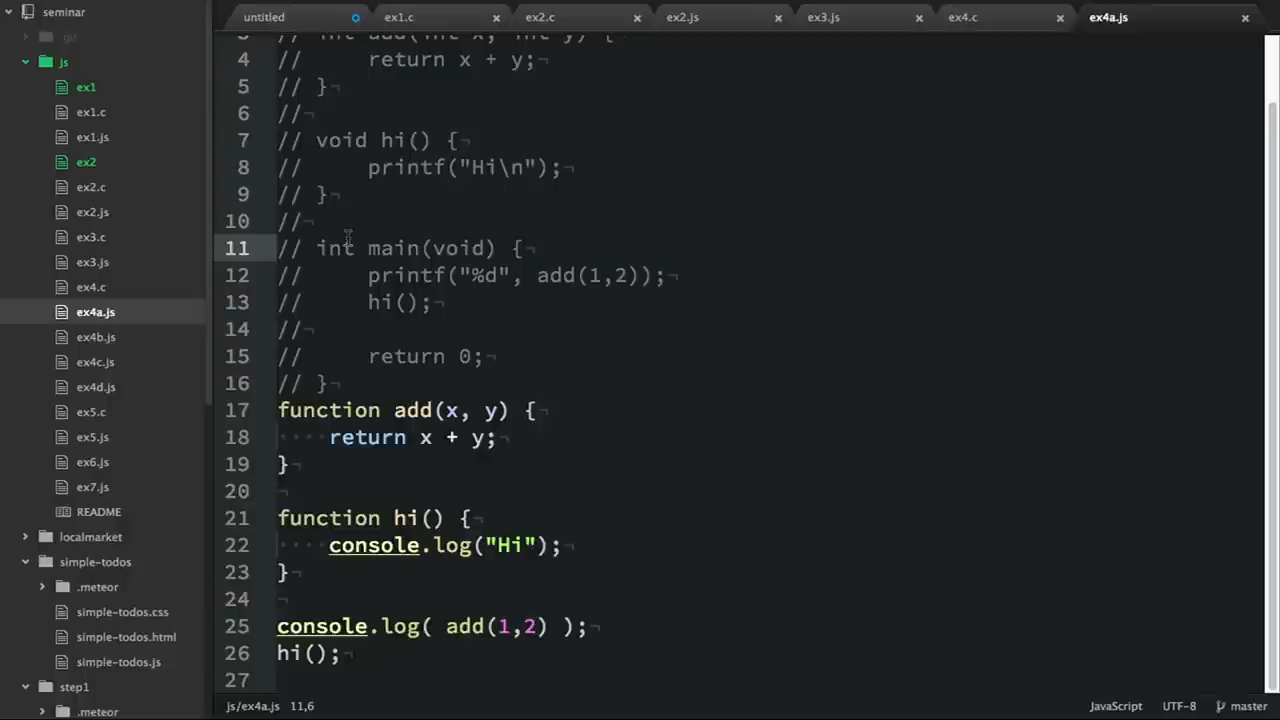 seminar
untitled
ex1.c
ex2.c
ex2.js
ex3.js
ex4.c
ex4a.js
git
js
ex1
ex1.c
ex1.js
ex2
ex2.c
ex2.js
ex3.c
ex3.js
ex4.c
ex4a.js
ex4b.js
ex4c.js
ex4d.js
ex5.c
ex5.js
ex6.js
ex7.js
README
localmarket
simple-todos
.meteor
simple-todos.css
simple-todos.html
simple-todos.js
step1
.meteor
3 // int add(int x, int y) {¬
4 //     return x + y;¬
5 // }¬
6 //
7 // void hi() {¬
8 //     printf("Hi\n");¬
9 // }¬
10 //¬
11 // int main(void) {¬
12 //     printf("%d", add(1,2));¬
13 //     hi();¬
14 //¬
15 //     return 0;¬
16 // }¬
17 function add(x, y) {¬
18 ····return x + y;¬
19 }¬
20 ¬
21 function hi() {¬
22 ····console.log("Hi");¬
23 }¬
24 ¬
25 console.log( add(1,2) );¬
26 hi();¬
27
js/ex4a.js 11,6
JavaScript UTF-8 master